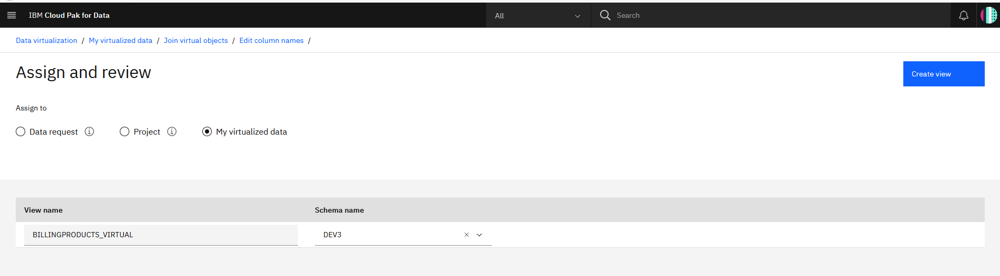 IBM Cloud Pak for Data
All
Search
Data virtualization / My virtualized data / Join virtual objects / Edit column names /
Assign and review
Create view
Assign to
Data request
Project
My virtualized data
View name Schema name
BILLINGPRODUCTS_VIRTUAL DEV3